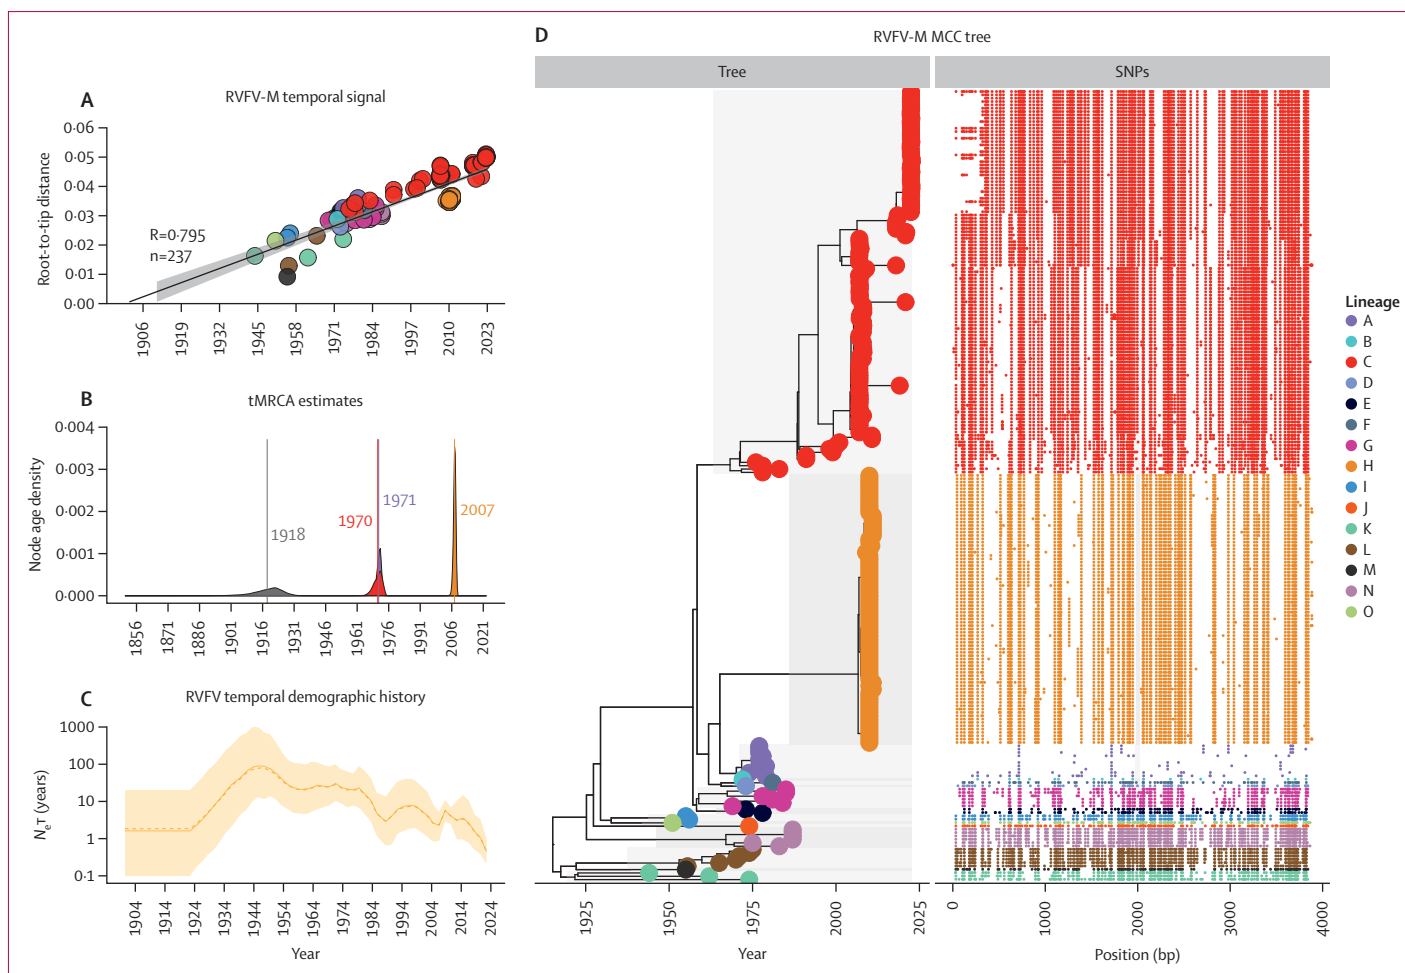 A
RVFV-M temporal signal
Root-to-tip distance
0·06
0·05
0·04
0·03
0·02
0·01
0·00
R=0·795
n=237
1906
1919
1932
1945
1958
1971
1984
1997
2010
2023
B
tMRCA estimates
Node age density
0·004
0·003
0·002
0·001
0·000
1918
1970
1971
2007
1856
1871
1886
1901
1916
1931
1946
1961
1976
1991
2006
2021
C
RVFV temporal demographic history
NeT (years)
1000
100
10
1
0·1
1904
1914
1924
1934
1944
1954
1964
1974
1984
1994
2004
2014
2024
Year
D
RVFV-M MCC tree
Tree
SNPs
1925
1950
1975
2000
2025
Year
0
1000
2000
3000
4000
Position (bp)
Lineage
A
B
C
D
E
F
G
H
I
J
K
L
M
N
O